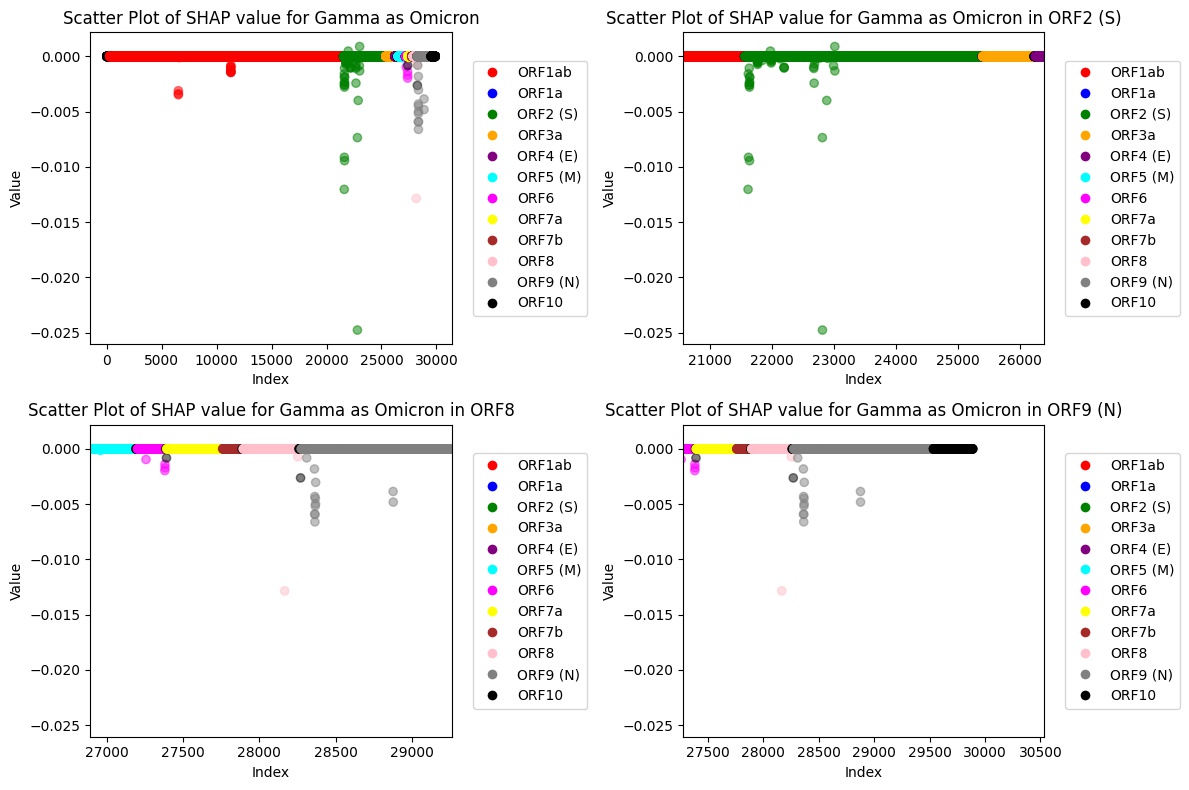 Scatter Plot of SHAP value for Gamma as Omicron
0.000
−0.005
−0.010
−0.015
−0.020
−0.025
Value
0 5000 10000 15000 20000 25000 30000
Index
ORF1ab
ORF1a
ORF2 (S)
ORF3a
ORF4 (E)
ORF5 (M)
ORF6
ORF7a
ORF7b
ORF8
ORF9 (N)
ORF10
Scatter Plot of SHAP value for Gamma as Omicron in ORF2 (S)
0.000
−0.005
−0.010
−0.015
−0.020
−0.025
Value
21000 22000 23000 24000 25000 26000
Index
ORF1ab
ORF1a
ORF2 (S)
ORF3a
ORF4 (E)
ORF5 (M)
ORF6
ORF7a
ORF7b
ORF8
ORF9 (N)
ORF10
Scatter Plot of SHAP value for Gamma as Omicron in ORF8
0.000
−0.005
−0.010
−0.015
−0.020
−0.025
Value
27000 27500 28000 28500 29000
Index
ORF1ab
ORF1a
ORF2 (S)
ORF3a
ORF4 (E)
ORF5 (M)
ORF6
ORF7a
ORF7b
ORF8
ORF9 (N)
ORF10
Scatter Plot of SHAP value for Gamma as Omicron in ORF9 (N)
0.000
−0.005
−0.010
−0.015
−0.020
−0.025
Value
27500 28000 28500 29000 29500 30000 30500
Index
ORF1ab
ORF1a
ORF2 (S)
ORF3a
ORF4 (E)
ORF5 (M)
ORF6
ORF7a
ORF7b
ORF8
ORF9 (N)
ORF10